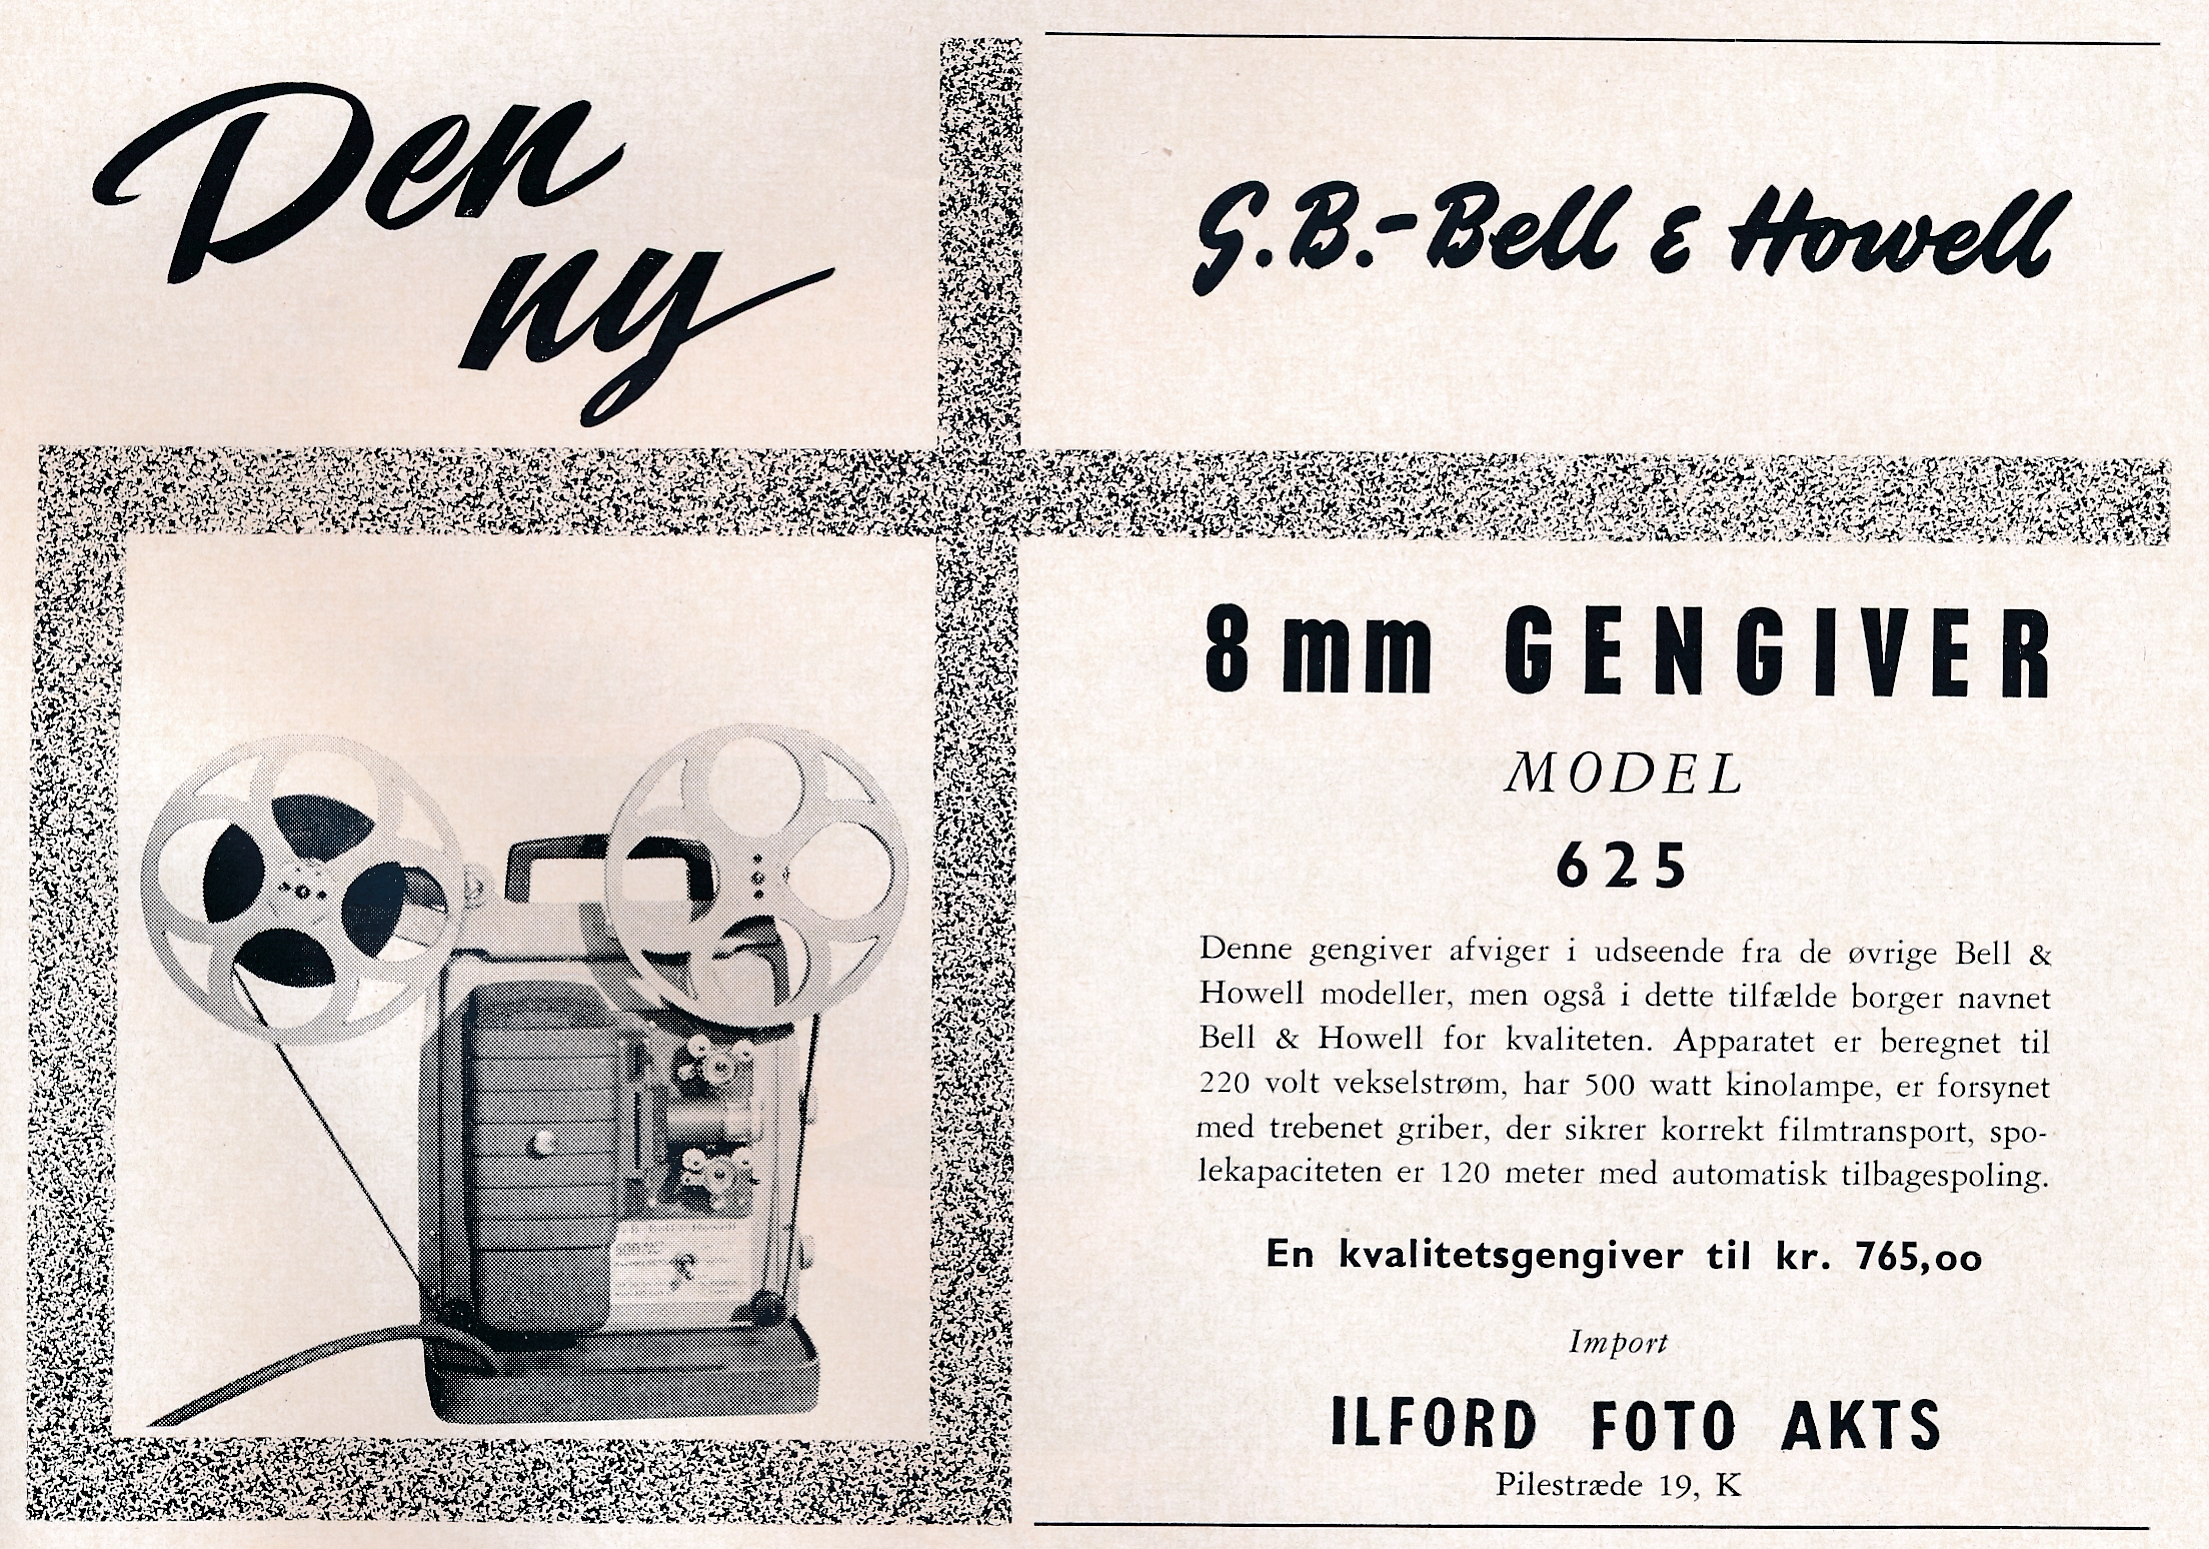 Den
ny
G.B.-Bell & Howell
8 mm GENGIVER
MODEL
625
Denne gengiver afviger i udseende fra de øvrige Bell &
Howell modeller, men også i dette tilfælde borger navnet
Bell & Howell for kvaliteten. Apparatet er beregnet til
220 volt vekselstrøm, har 500 watt kinolampe, er forsynet
med trebenet griber, der sikrer korrekt filmtransport, spo-
lekapaciteten er 120 meter med automatisk tilbagespoling.
En kvalitetsgengiver til kr. 765,oo
Import
ILFORD FOTO AKTS
Pilestræde 19, K